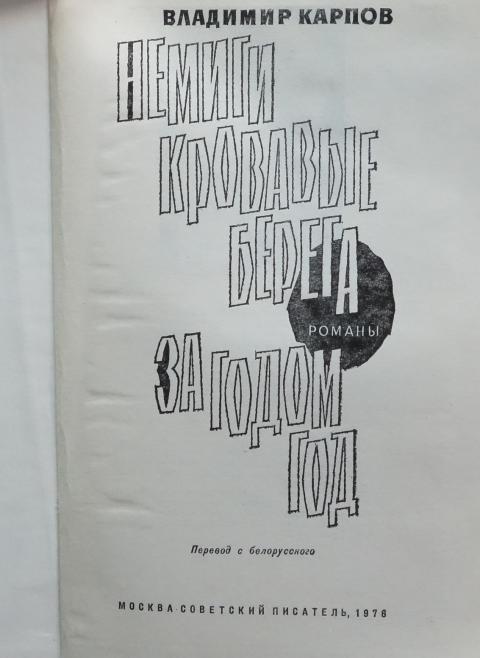 ВЛАДИМИР КАРПОВ
НЕМИГИ
КРОВАВЫЕ
БЕРЕГА
РОМАНЫ
ЗА ГОДОМ
ГОД
Перевод с белорусского
МОСКВА·СОВЕТСКИЙ ПИСАТЕЛЬ, 1976